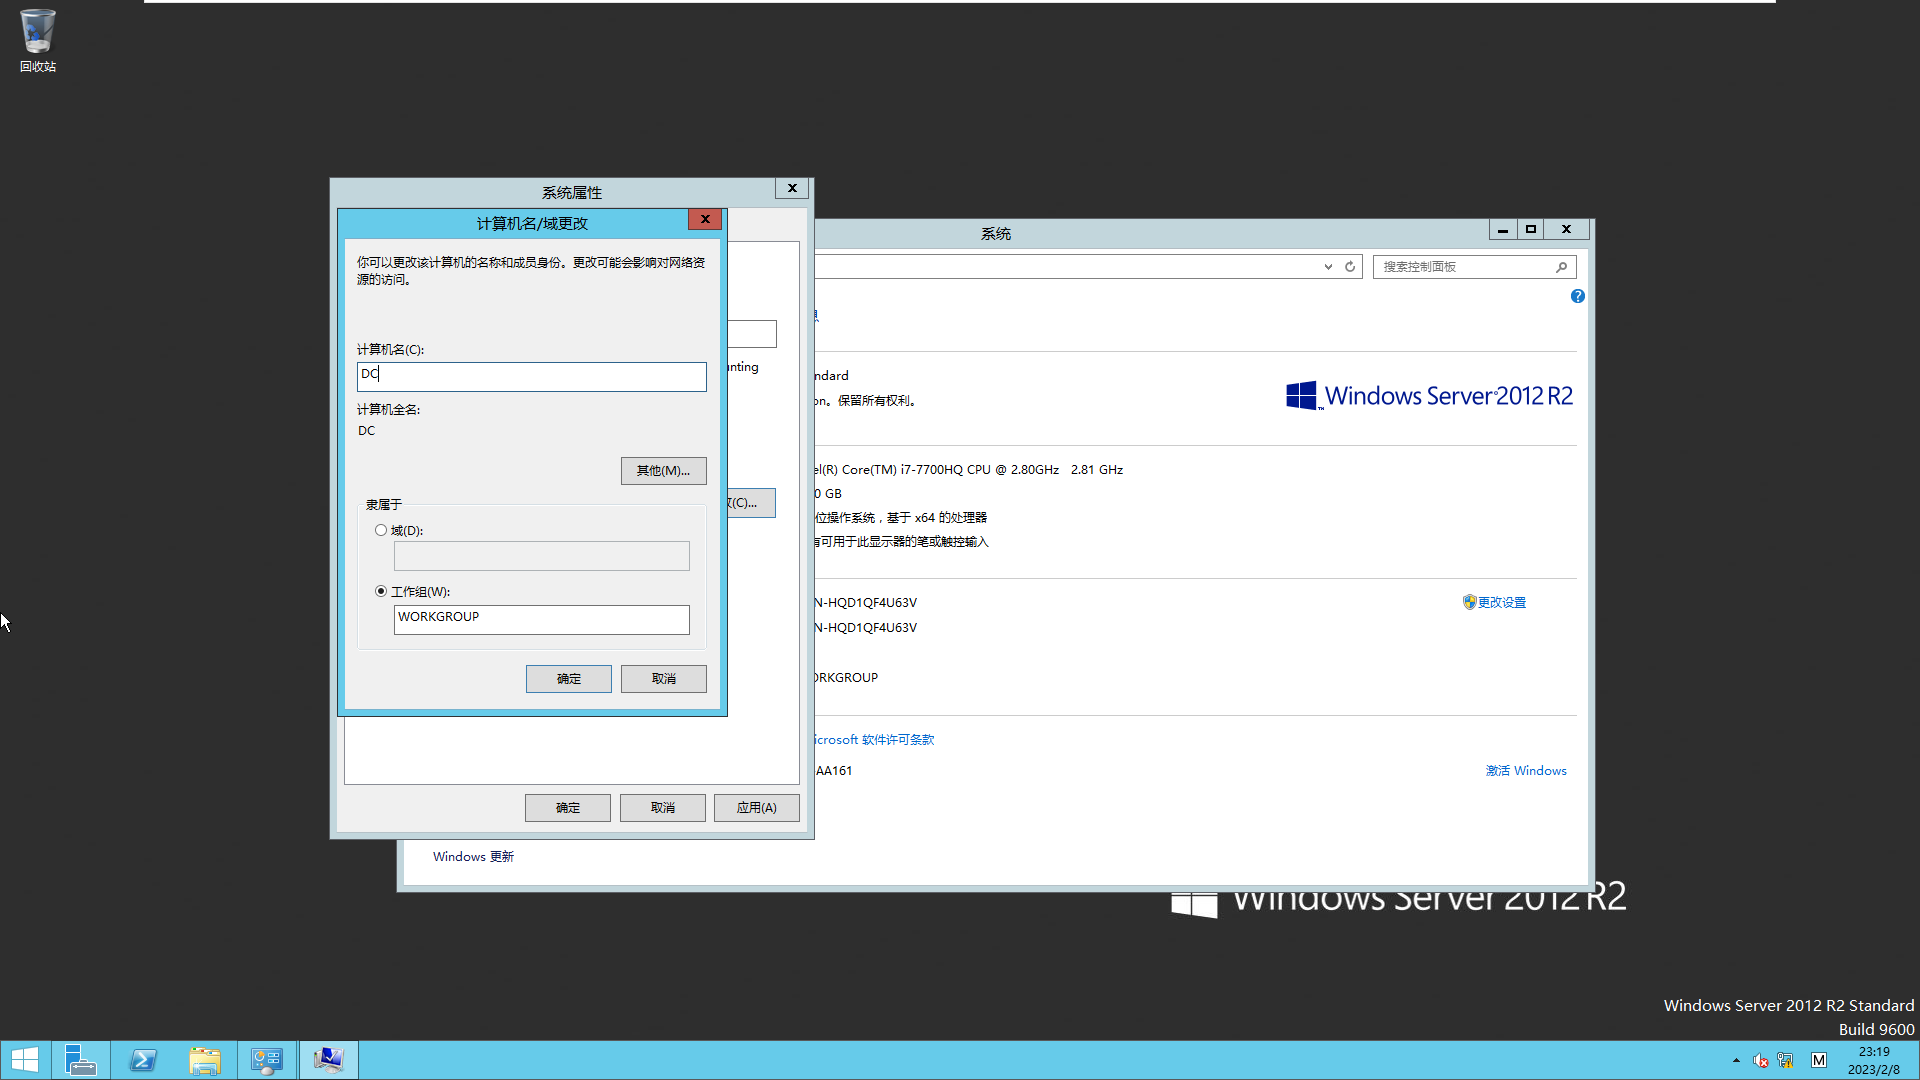 回收站
系统属性
计算机名/域更改
你可以更改该计算机的名称和成员身份。更改可能会影响对网络资
源的访问。
计算机名(C):
DC
计算机全名:
DC
其他(M)...
隶属于
域(D):
工作组(W):
WORKGROUP
确定
取消
(C)...
确定
取消
应用(A)
系统
搜索控制面板
Windows Server 2012 R2
。保留所有权利。
Core(TM) i7-7700HQ CPU @ 2.80GHz 2.81 GHz
GB
位操作系统，基于 x64 的处理器
可用于此显示器的笔或触控输入
N-HQD1QF4U63V
更改设置
N-HQD1QF4U63V
ORKGROUP
icrosoft 软件许可条款
AA161
激活 Windows
Windows 更新
Windows Server 2012 R2
Windows Server 2012 R2 Standard
Build 9600
M
23:19
2023/2/8